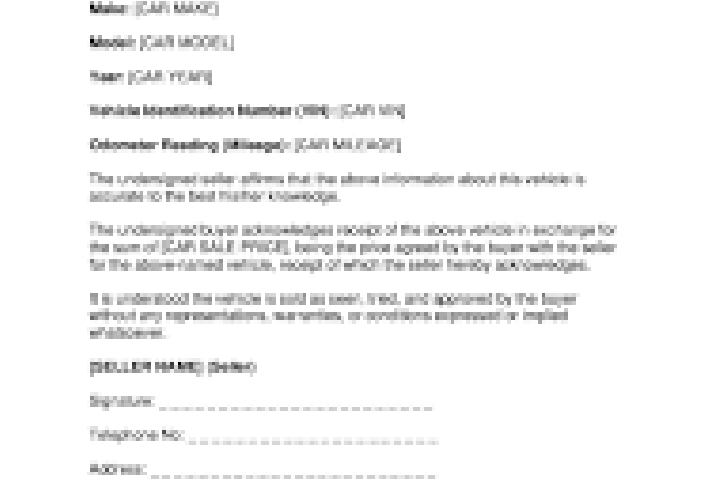 Make: [CAR MAKE]
Model: [CAR MODEL]
Year: [CAR YEAR]
Vehicle Identification Number (VIN): [CAR VIN]
Odometer Reading (Mileage): [CAR MILEAGE]
The undersigned seller affirms that the above information about this vehicle is
accurate to the best of his/her knowledge.
The undersigned buyer acknowledges receipt of the above vehicle in exchange for
the sum of [CAR SALE PRICE], being the price agreed by the buyer with the seller
for the above-named vehicle, receipt of which the seller hereby acknowledges.
It is understood the vehicle is sold as seen, tried, and approved by the buyer
without any representations, warranties, or conditions expressed or implied
whatsoever.
[SELLER NAME] (Seller)
Signature: _ _ _ _ _ _ _ _ _ _ _ _ _ _ _ _ _ _ _ _ _ _ _
Telephone No: _ _ _ _ _ _ _ _ _ _ _ _ _ _ _ _ _ _ _ _ _
Address: _ _ _ _ _ _ _ _ _ _ _ _ _ _ _ _ _ _ _ _ _ _ _ _